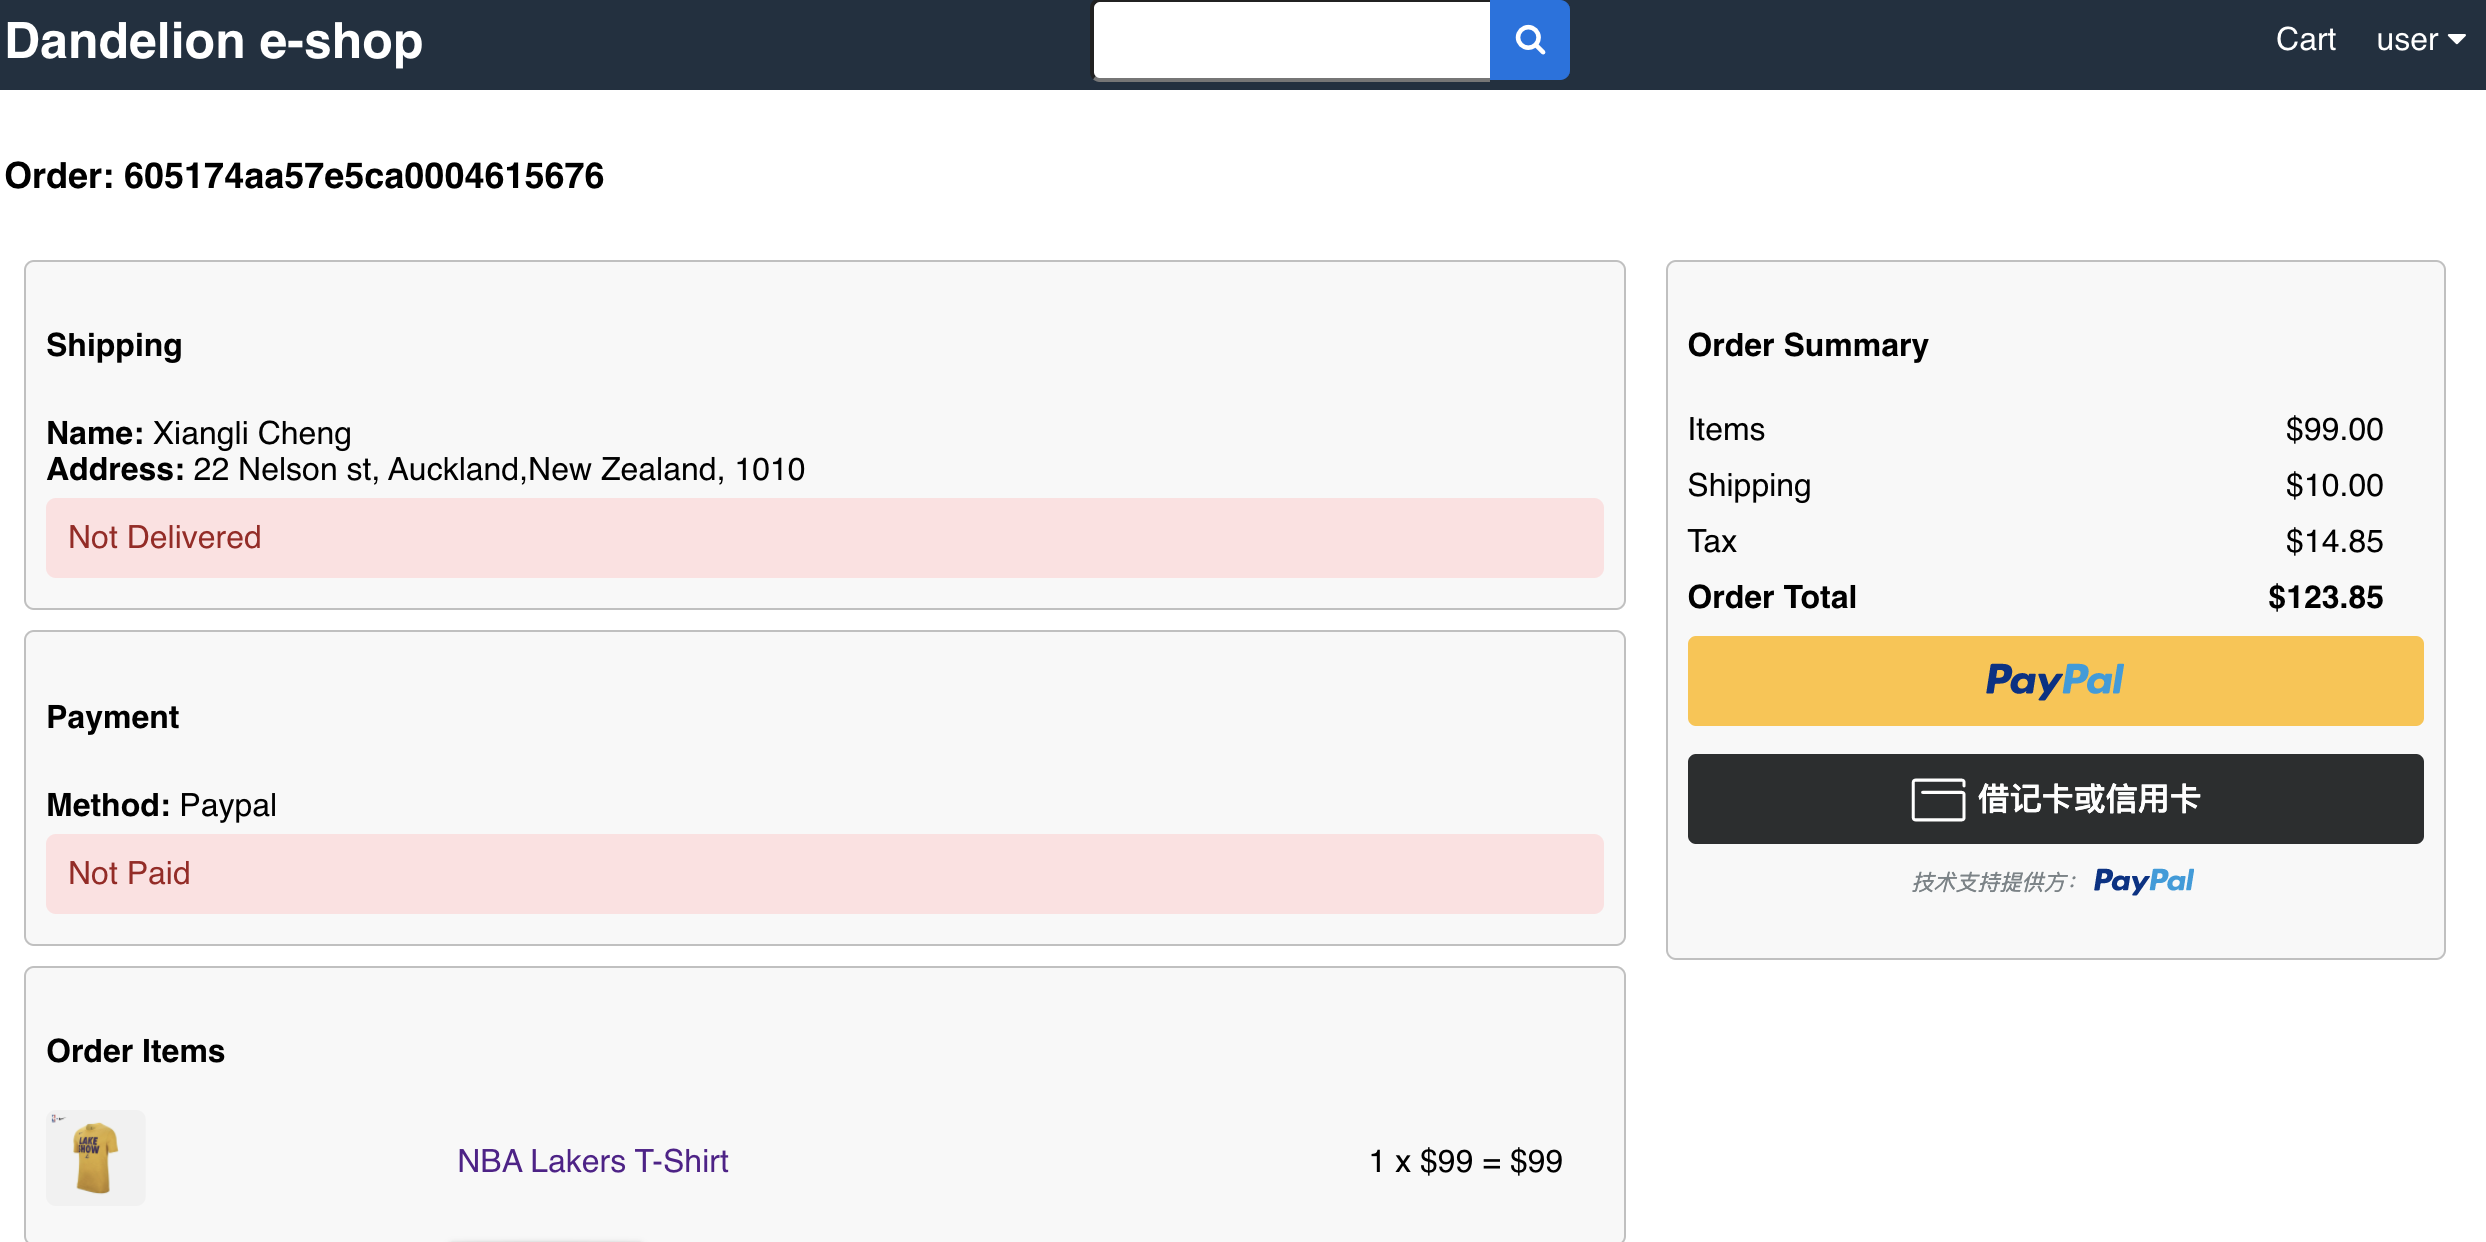 Dandelion e-shop
Cart
user
Order: 605174aa57e5ca0004615676
Shipping
Name: Xiangli Cheng
Address: 22 Nelson st, Auckland,New Zealand, 1010
Not Delivered
Payment
Method: Paypal
Not Paid
Order Items
LAKE
SHOW
NBA Lakers T-Shirt
1 x $99 = $99
Order Summary
Items $99.00
Shipping $10.00
Tax $14.85
Order Total $123.85
PayPal
借记卡或信用卡
技术支持提供方： PayPal